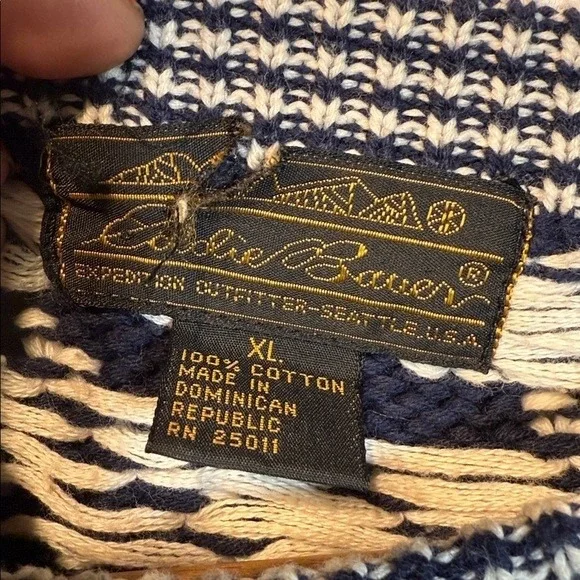 Eddie Bauer ®
EXPEDITION OUTFITTER-SEATTLE, U.S.A.
XL
100% COTTON
MADE IN
DOMINICAN
REPUBLIC
RN 25011